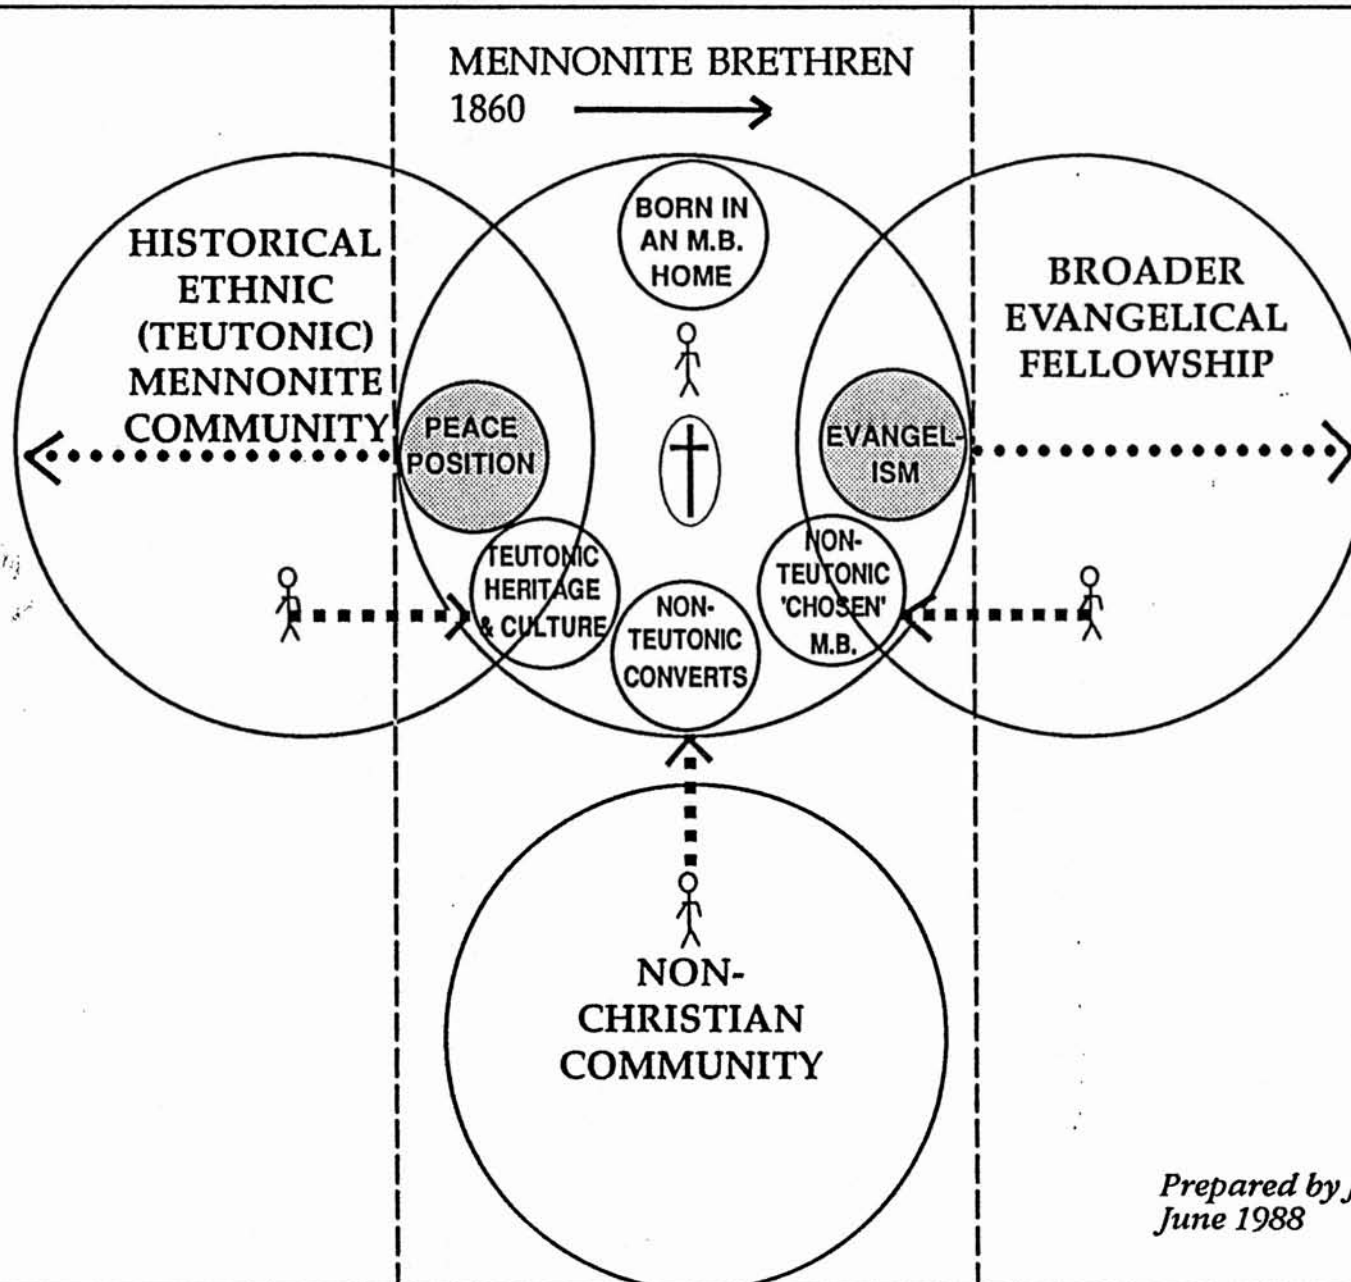 MENNONITE BRETHREN
1860
HISTORICAL
ETHNIC
(TEUTONIC)
MENNONITE
COMMUNITY
BORN IN
AN M.B.
HOME
BROADER
EVANGELICAL
FELLOWSHIP
PEACE
POSITION
EVANGEL-
ISM
TEUTONIC
HERITAGE
& CULTURE
NON-
TEUTONIC
CONVERTS
NON-
TEUTONIC
'CHOSEN'
M.B.
NON-
CHRISTIAN
COMMUNITY
Prepared by J
June 1988